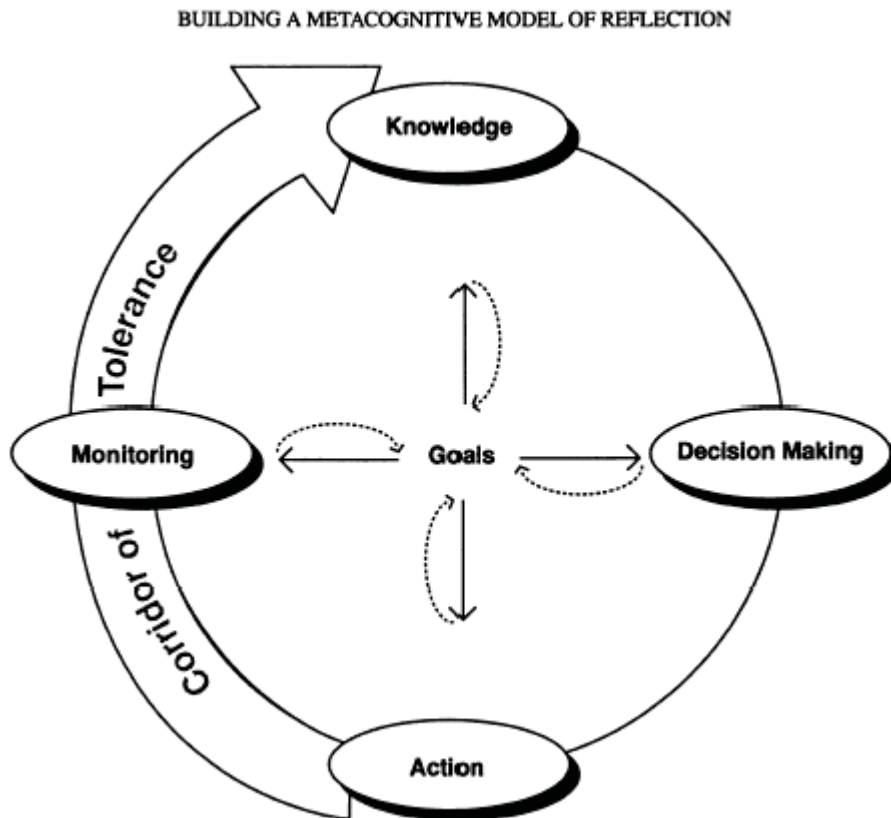 BUILDING A METACOGNITIVE MODEL OF REFLECTION
Knowledge
Tolerance
Monitoring
Goals
Decision Making
Corridor of
Action